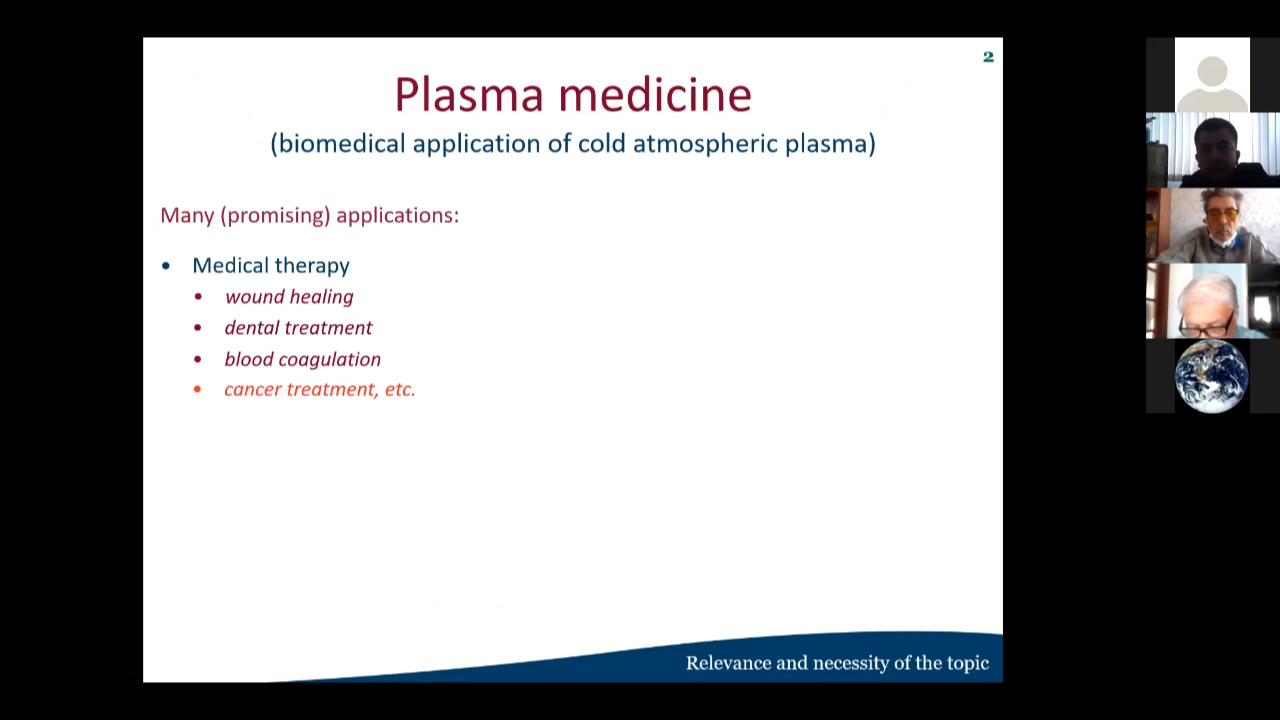 2
Plasma medicine
(biomedical application of cold atmospheric plasma)
Many (promising) applications:
• Medical therapy
• wound healing
• dental treatment
• blood coagulation
• cancer treatment, etc.
Relevance and necessity of the topic